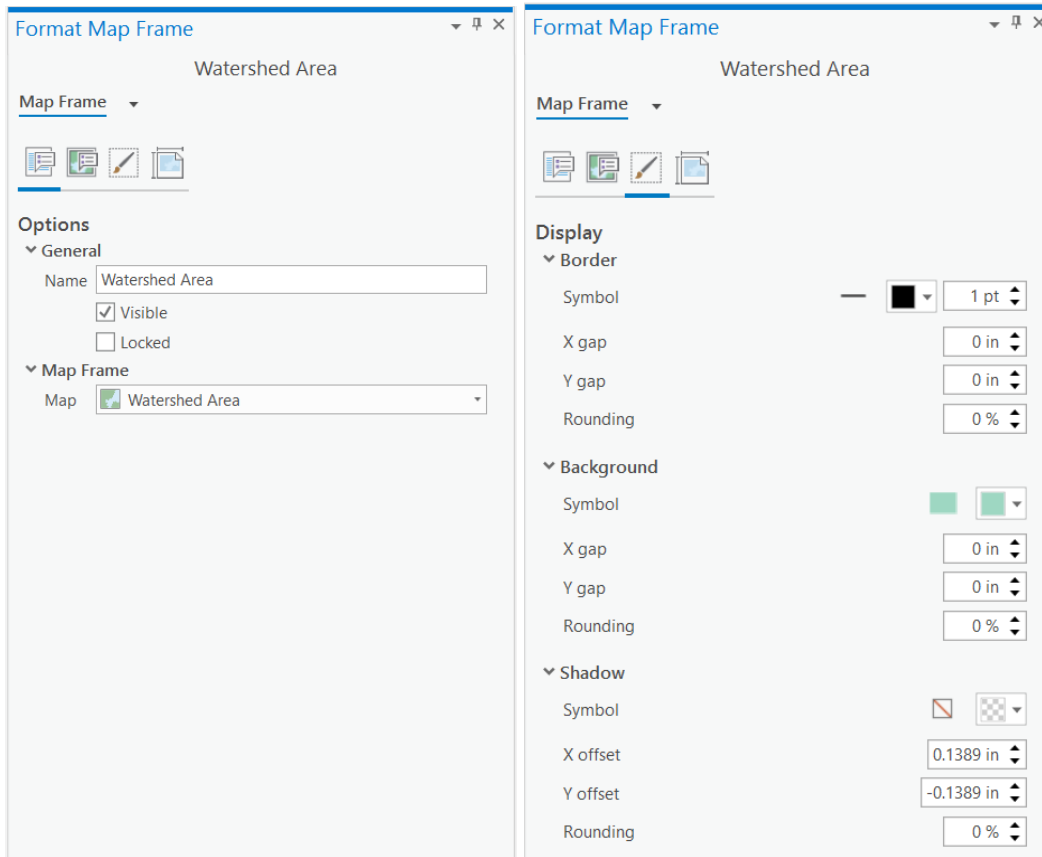 Format Map Frame
Watershed Area
Map Frame
Options
General
Name Watershed Area
Visible
Locked
Map Frame
Map Watershed Area
Format Map Frame
Watershed Area
Map Frame
Display
Border
Symbol 1 pt
X gap 0 in
Y gap 0 in
Rounding 0 %
Background
Symbol
X gap 0 in
Y gap 0 in
Rounding 0 %
Shadow
Symbol
X offset 0.1389 in
Y offset -0.1389 in
Rounding 0 %